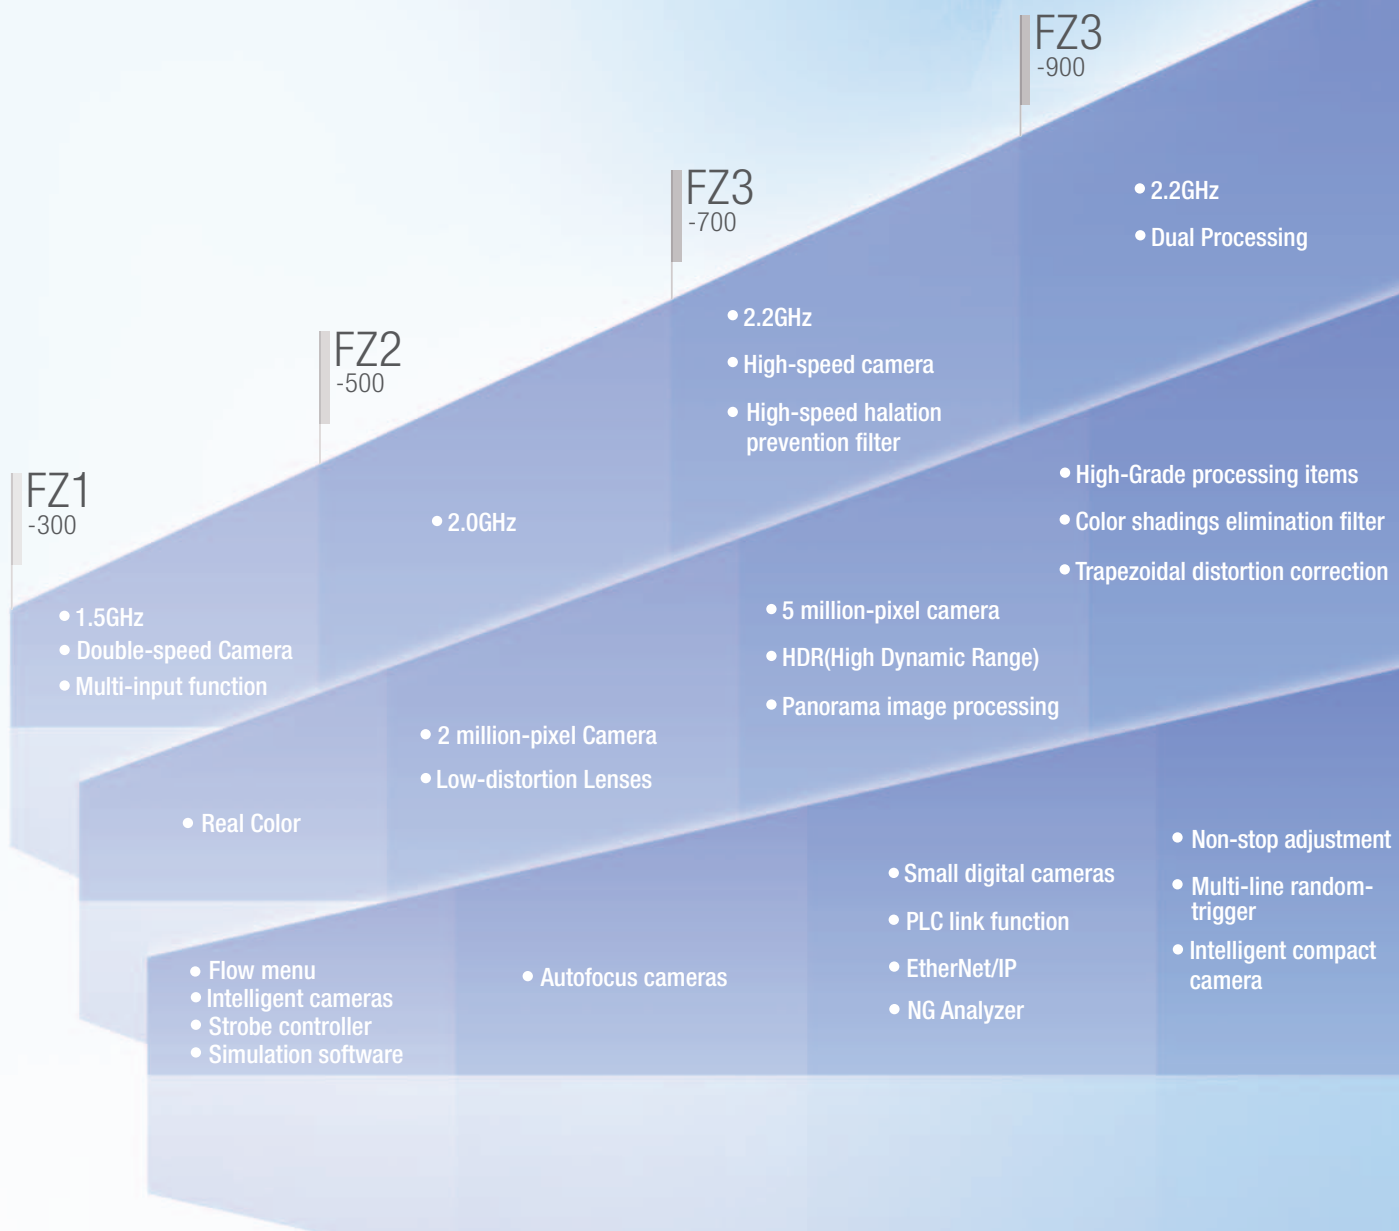 FZ3
-900
• 2.2GHz
• Dual Processing
FZ3
-700
• 2.2GHz
• High-speed camera
• High-speed halation
prevention filter
FZ2
-500
• 2.0GHz
FZ1
-300
• 1.5GHz
• Double-speed Camera
• Multi-input function
• High-Grade processing items
• Color shadings elimination filter
• Trapezoidal distortion correction
• 5 million-pixel camera
• HDR(High Dynamic Range)
• Panorama image processing
• 2 million-pixel Camera
• Low-distortion Lenses
• Real Color
• Non-stop adjustment
• Multi-line random-
trigger
• Intelligent compact
camera
• Small digital cameras
• PLC link function
• EtherNet/IP
• NG Analyzer
• Autofocus cameras
• Flow menu
• Intelligent cameras
• Strobe controller
• Simulation software